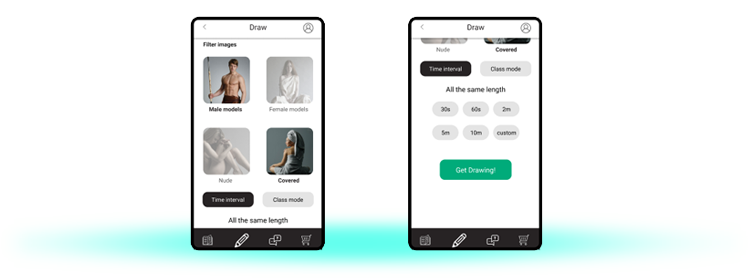 Draw
Filter images
Male models
Female models
Nude
Covered
Time interval
Class mode
All the same length
Draw
Nude
Covered
Time interval
Class mode
All the same length
30s
60s
2m
5m
10m
custom
Get Drawing!